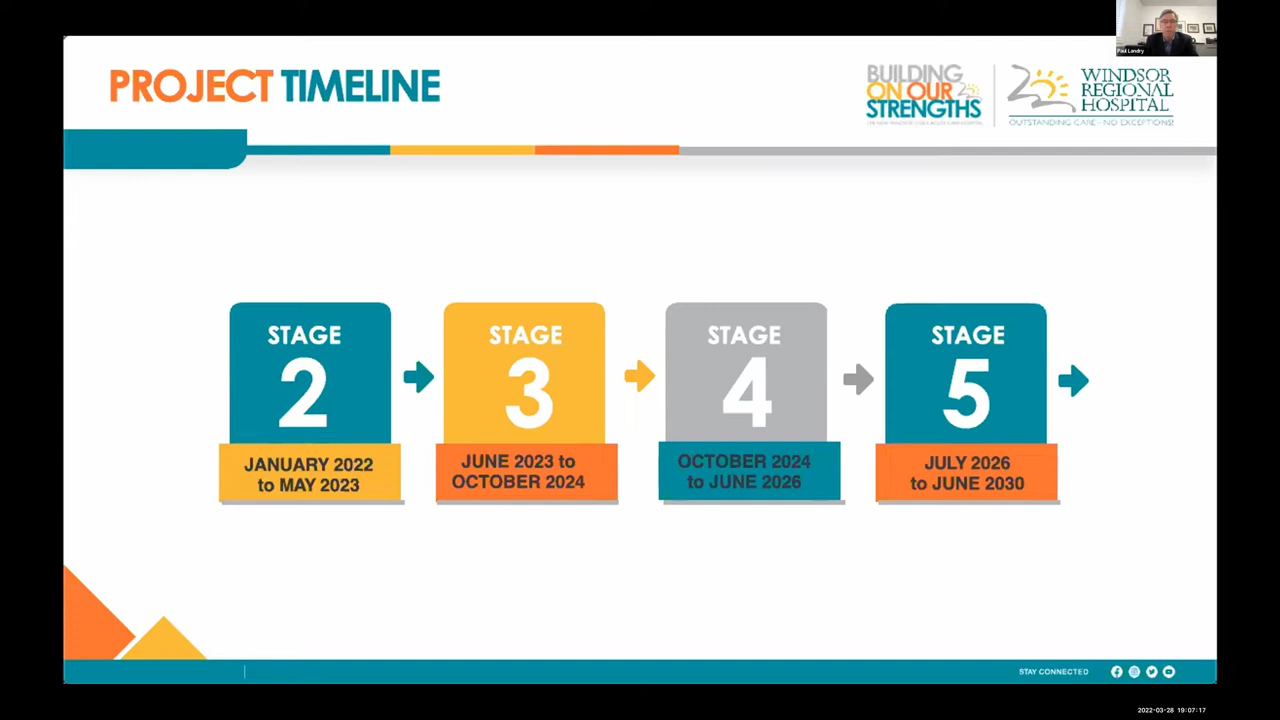 Paul Landry
PROJECT TIMELINE
BUILDING
ON OUR
STRENGTHS
WINDSOR
REGIONAL
HOSPITAL
OUTSTANDING CARE - NO EXCEPTIONS!
STAGE
2
JANUARY 2022
to MAY 2023
STAGE
3
JUNE 2023 to
OCTOBER 2024
STAGE
4
OCTOBER 2024
to JUNE 2026
STAGE
5
JULY 2026
to JUNE 2030
STAY CONNECTED
2022-03-28 19:07:17